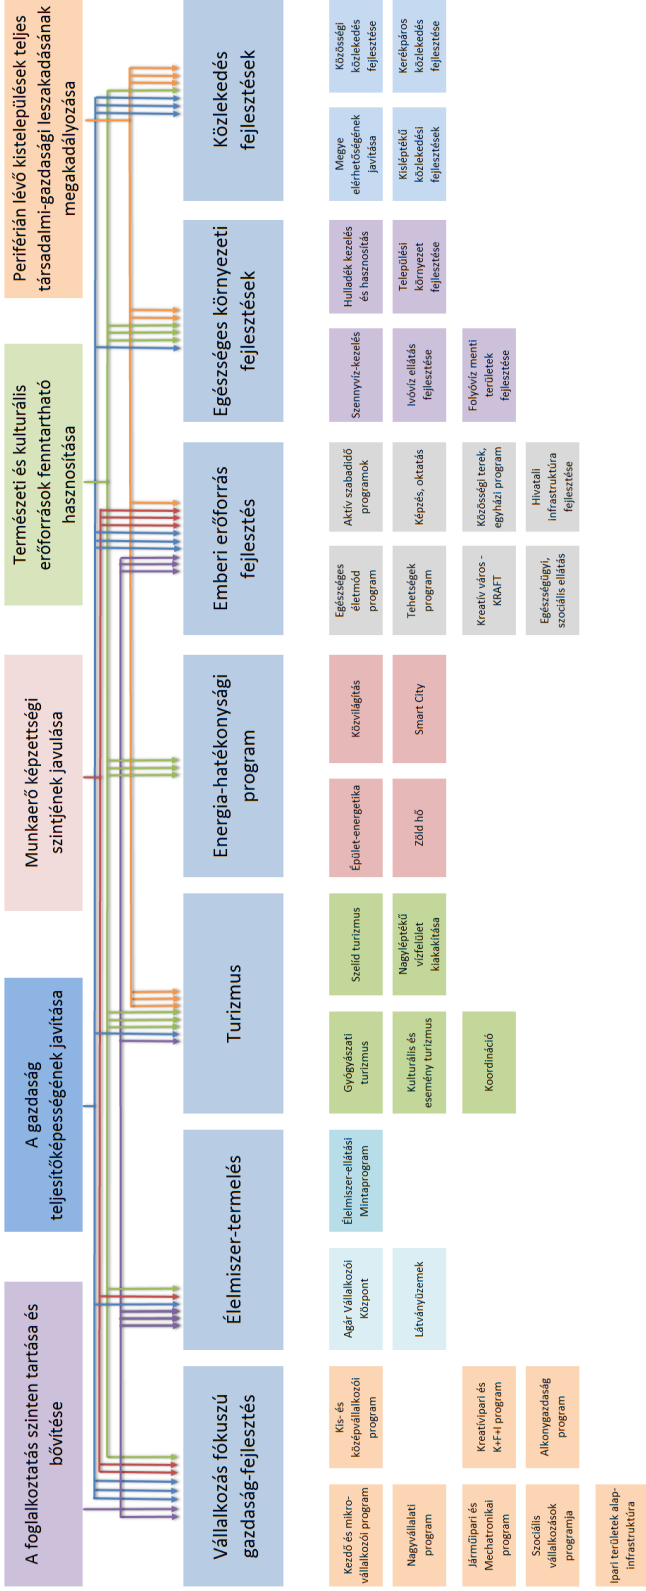 A foglalkoztatás szinten tartása és
bővítése
A gazdaság
teljesítőképességének javítása
Munkaerő képzettségi
szintjének javulása
Természeti és kulturális
erőforrások fenntartható
hasznosítása
Periférián lévő kistelepülések teljes
társadalmi-gazdasági leszakadásának
megakadályozása
Vállalkozás fókuszú
gazdaság-fejlesztés
Élelmiszer-termelés
Turizmus
Energia-hatékonysági
program
Emberi erőforrás
fejlesztés
Egészséges környezeti
fejlesztések
Közlekedés
fejlesztések
Kezdő és mikro-
vállalkozói program
Kis- és
középvállalkozói
program
Nagyvállalati
program
Járműipari és
Mechatronikai
program
Kreatívipari és
K+F+I program
Szociális
vállalkozások
programja
Alkonygazdaság
program
Ipari területek alap-
infrastruktúra
Agár Vállalkozói
Központ
Élelmiszer-ellátási
Mintaprogram
Látványüzemek
Gyógyászati
turizmus
Szelíd turizmus
Kulturális és
esemény turizmus
Nagyléptékű
vízfelület
kiakakítása
Koordináció
Épület-energetika
Közvilágítás
Zöld hő
Smart City
Egészséges
életmód
program
Aktív szabadidő
programok
Tehetségek
program
Képzés, oktatás
Kreatív város -
KRAFT
Közösségi terek,
egyházi program
Egészségügyi,
szociális ellátás
Hivatali
infrastruktúra
fejlesztése
Szennyvíz-kezelés
Hulladék kezelés
és hasznosítás
Ivóvíz ellátás
fejlesztése
Települési
környezet
fejlesztése
Folyóvíz menti
területek
fejlesztése
Megye
elérhetőségének
javítása
Közösségi
közlekedés
fejlesztése
Kisléptékű
közlekedési
fejlesztések
Kerékpáros
közlekedés
fejlesztése